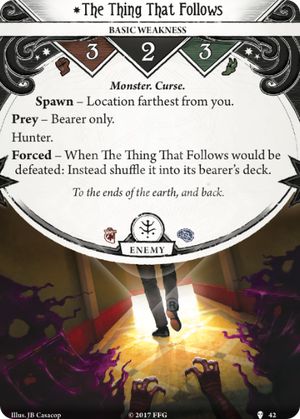 *The Thing That Follows
BASIC WEAKNESS
3 2 3
Monster. Curse.
Spawn – Location farthest from you.
Prey – Bearer only.
Hunter.
Forced – When The Thing That Follows would be
defeated: Instead shuffle it into its bearer's deck.
To the ends of the earth, and back.
ENEMY
Illus. JB Casacop
© 2017 FFG
42